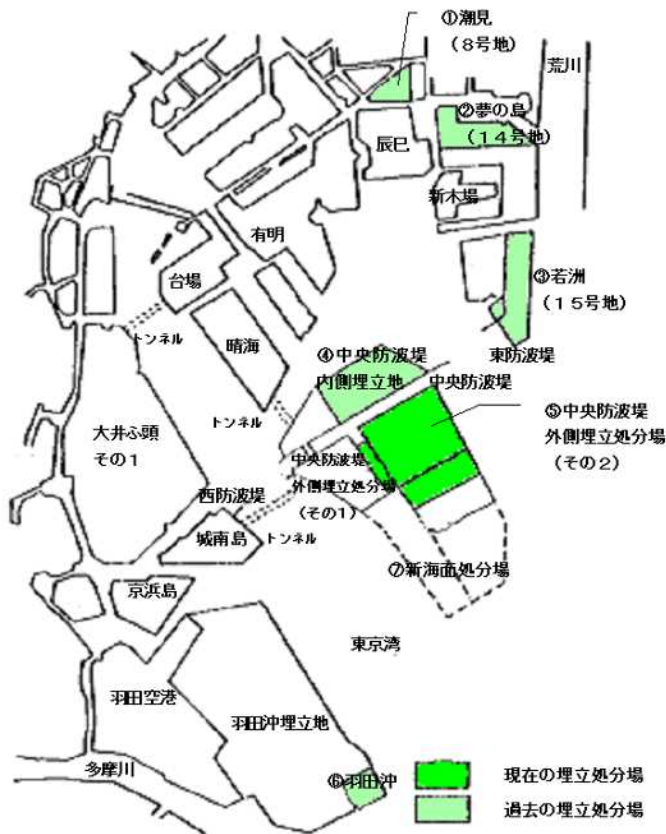 ①潮見
(8号地)
荒川
②夢の島
(14号地)
辰巳
新木場
有明
台場
③若洲
(15号地)
トンネル
晴海
④中央防波堤
内側埋立地
東防波堤
中央防波堤
⑤中央防波堤
外側埋立処分場
(その2)
大井ふ頭
その1
トンネル
中央防波堤
外側埋立処分場
(その1)
西防波堤
城南島
トンネル
⑦新海面処分場
京浜島
東京湾
羽田空港
羽田沖埋立地
多摩川
⑥羽田沖
現在の埋立処分場
過去の埋立処分場